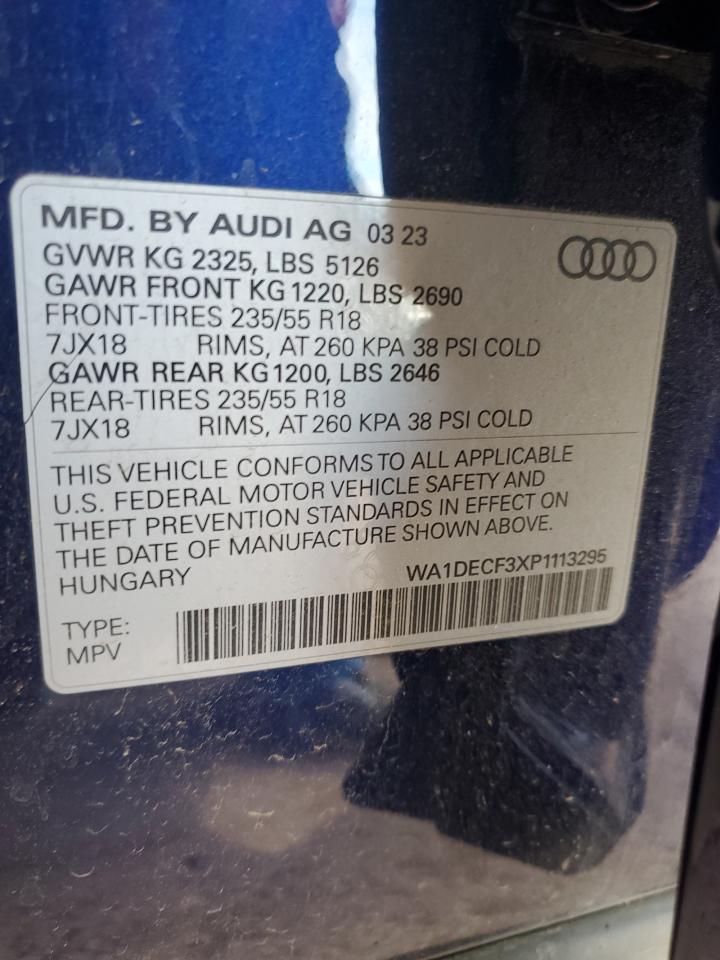 MFD. BY AUDI AG 03 23
GVWR KG 2325, LBS 5126
GAWR FRONT KG 1220, LBS 2690
FRONT-TIRES 235/55 R18
7JX18 RIMS, AT 260 KPA 38 PSI COLD
GAWR REAR KG 1200, LBS 2646
REAR-TIRES 235/55 R18
7JX18 RIMS, AT 260 KPA 38 PSI COLD
THIS VEHICLE CONFORMS TO ALL APPLICABLE
U.S. FEDERAL MOTOR VEHICLE SAFETY AND
THEFT PREVENTION STANDARDS IN EFFECT ON
THE DATE OF MANUFACTURE SHOWN ABOVE.
HUNGARY WA1DECF3XP1113295
TYPE:
MPV